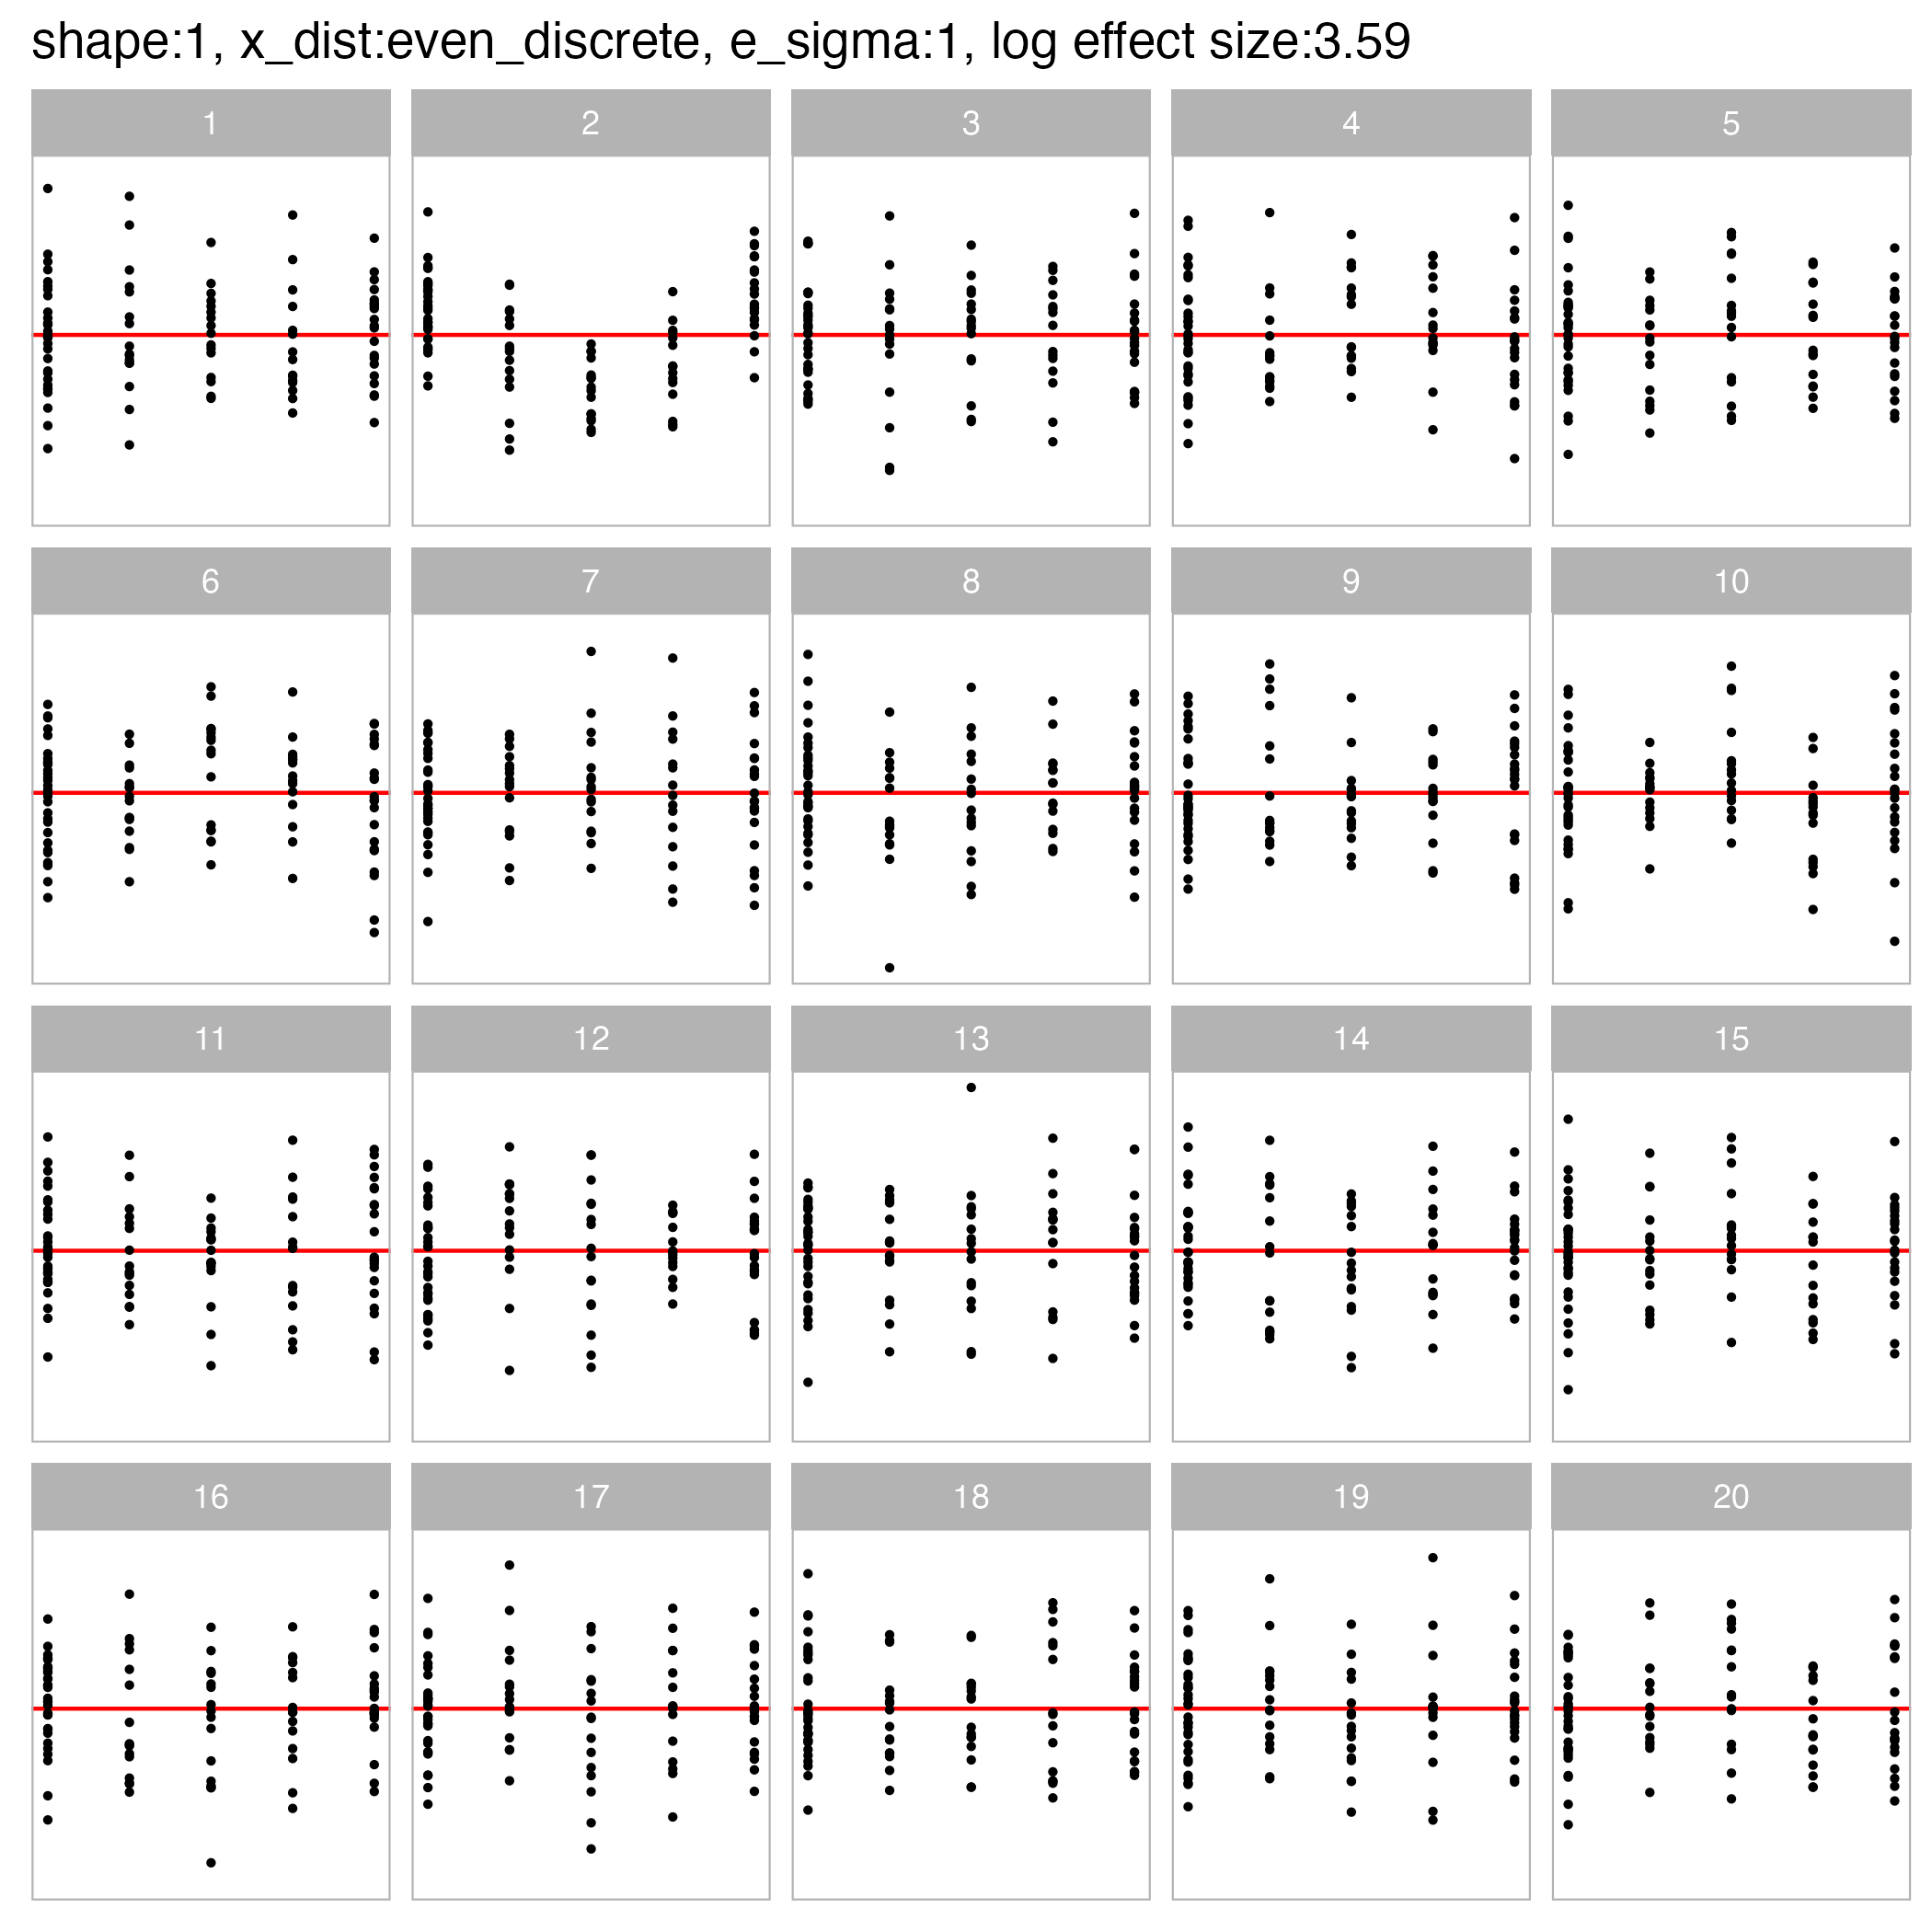 shape:1, x_dist:even_discrete, e_sigma:1, log effect size:3.59
1 2 3 4 5
6 7 8 9 10
11 12 13 14 15
16 17 18 19 20